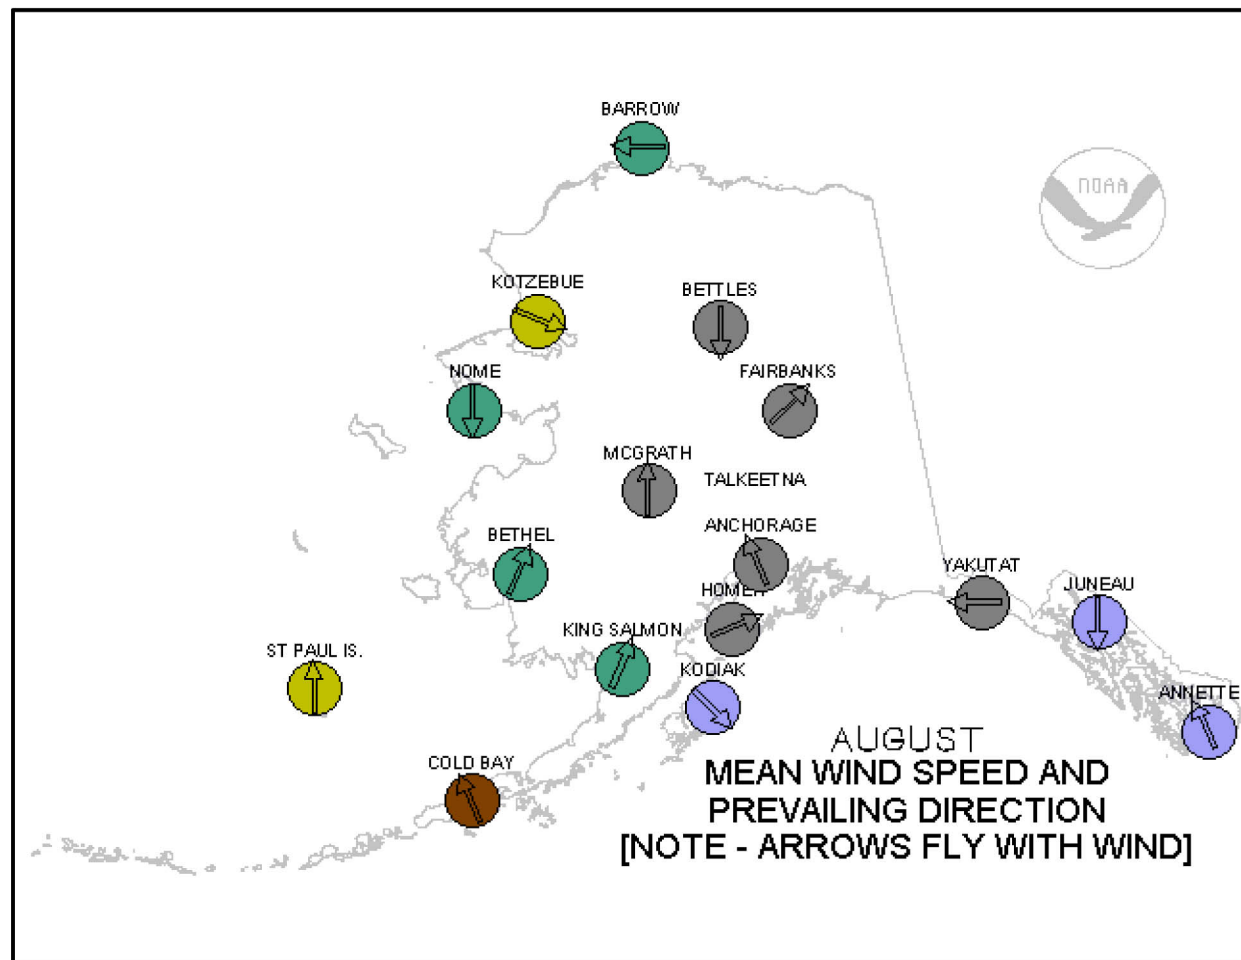 BARROW
NOAA
KOTZEBUE
BETTLES
NOME
FAIRBANKS
MCGRATH
TALKEETNA
ANCHORAGE
BETHEL
YAKUTAT
JUNEAU
HOMER
KING SALMON
ST PAUL IS.
KODIAK
ANNETTE
AUGUST
COLD BAY
MEAN WIND SPEED AND
PREVAILING DIRECTION
[NOTE - ARROWS FLY WITH WIND]